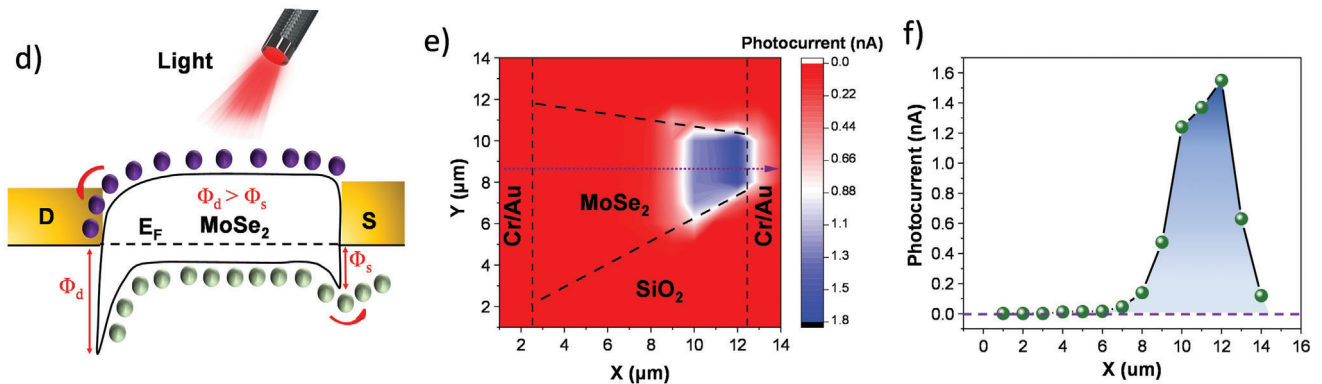 d)
Light
D
Φd > Φs
EF
MoSe2
S
Φd
Φs
e)
Photocurrent (nA)
14
12
10
8
6
4
2
Y (µm)
Cr/Au
MoSe2
SiO2
Cr/Au
2 4 6 8 10 12 14
X (µm)
0.0
0.22
0.44
0.66
0.88
1.1
1.3
1.5
1.8
f)
1.6
1.4
1.2
1.0
0.8
0.6
0.4
0.2
0.0
Photocurrent (nA)
0 2 4 6 8 10 12 14 16
X (um)